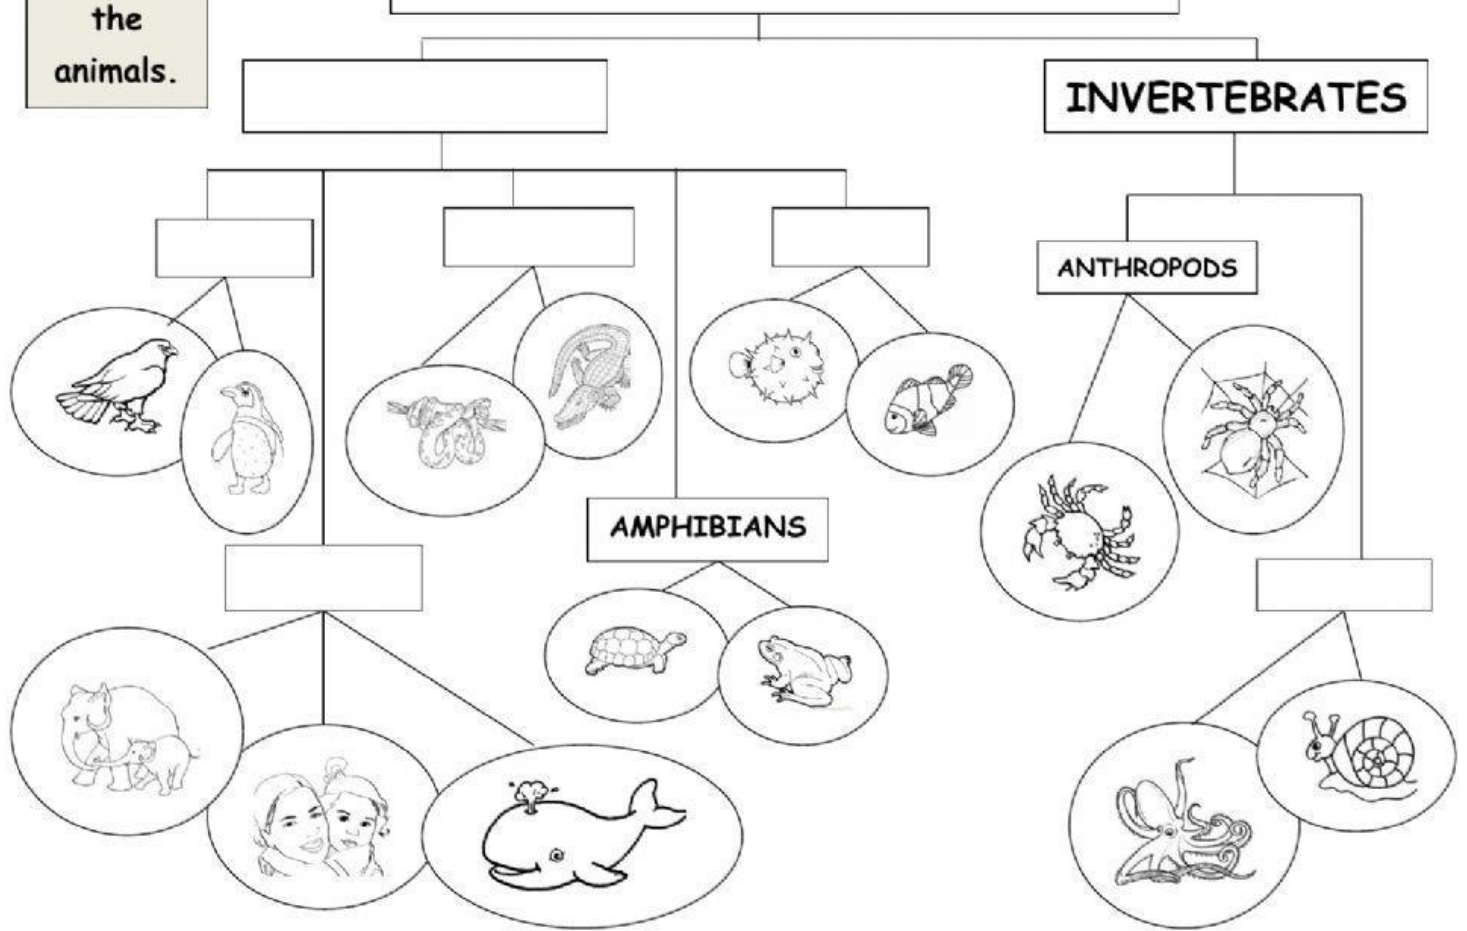 the
animals.
INVERTEBRATES
ANTHROPODS
AMPHIBIANS